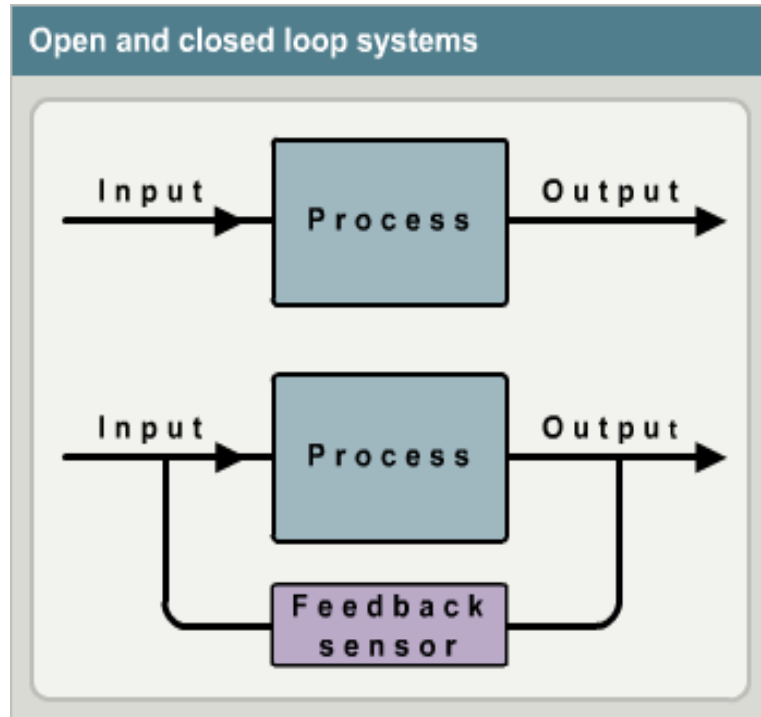 Open and closed loop systems
Input
Process
Output
Input
Process
Output
Feedback
sensor